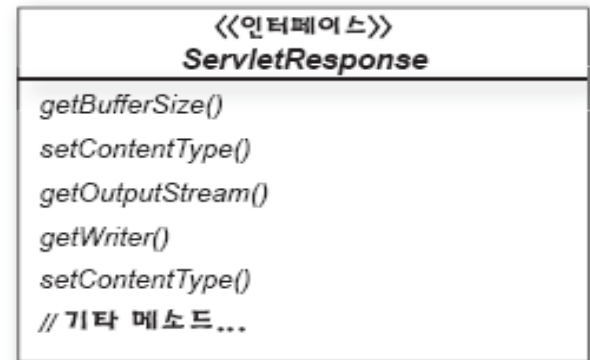 <<인터페이스>>
ServletResponse
getBufferSize()
setContentType()
getOutputStream()
getWriter()
setContentType()
// 기타 메소드...